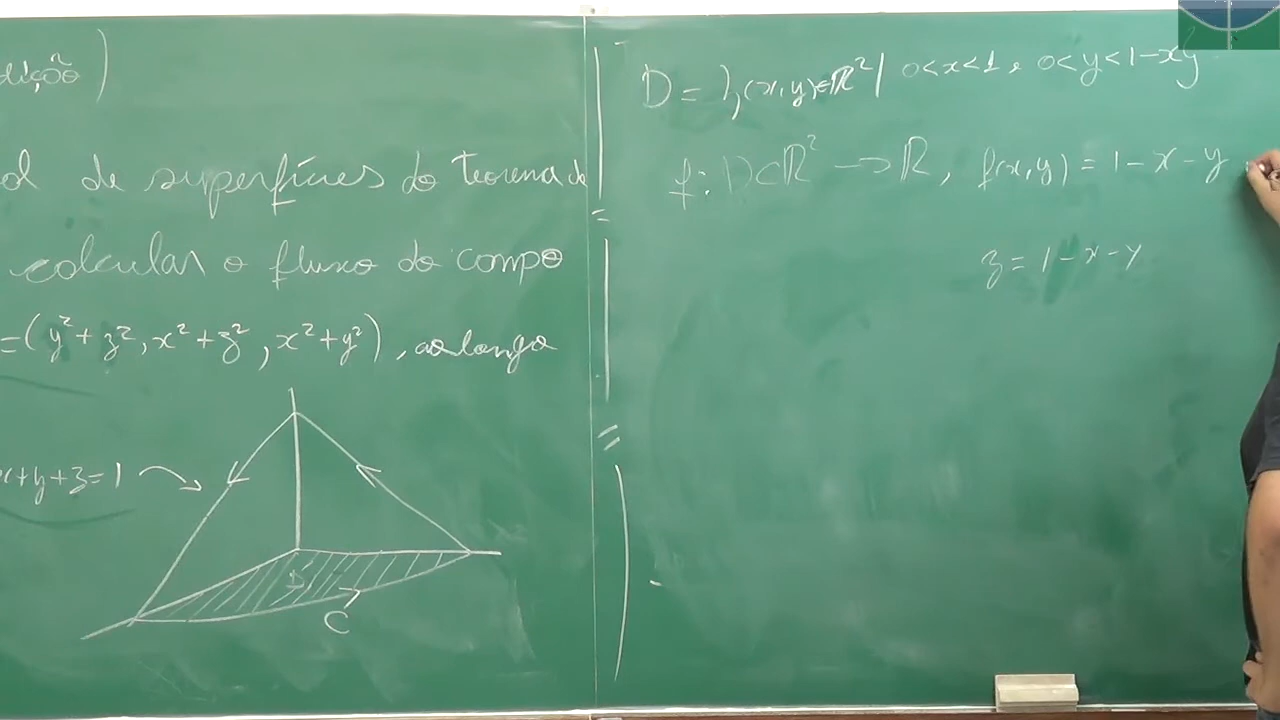 dição)
ol de superfícies do teorema de
calcular o fluxo do campo
=(y²+z², x²+z², x²+y²), ao longo
x+y+z=1
D
C
D = {(x,y)∈ℝ² | 0<x<1, 0<y<1-x}
f: D⊂ℝ² → ℝ, f(x,y) = 1-x-y
z = 1-x-y